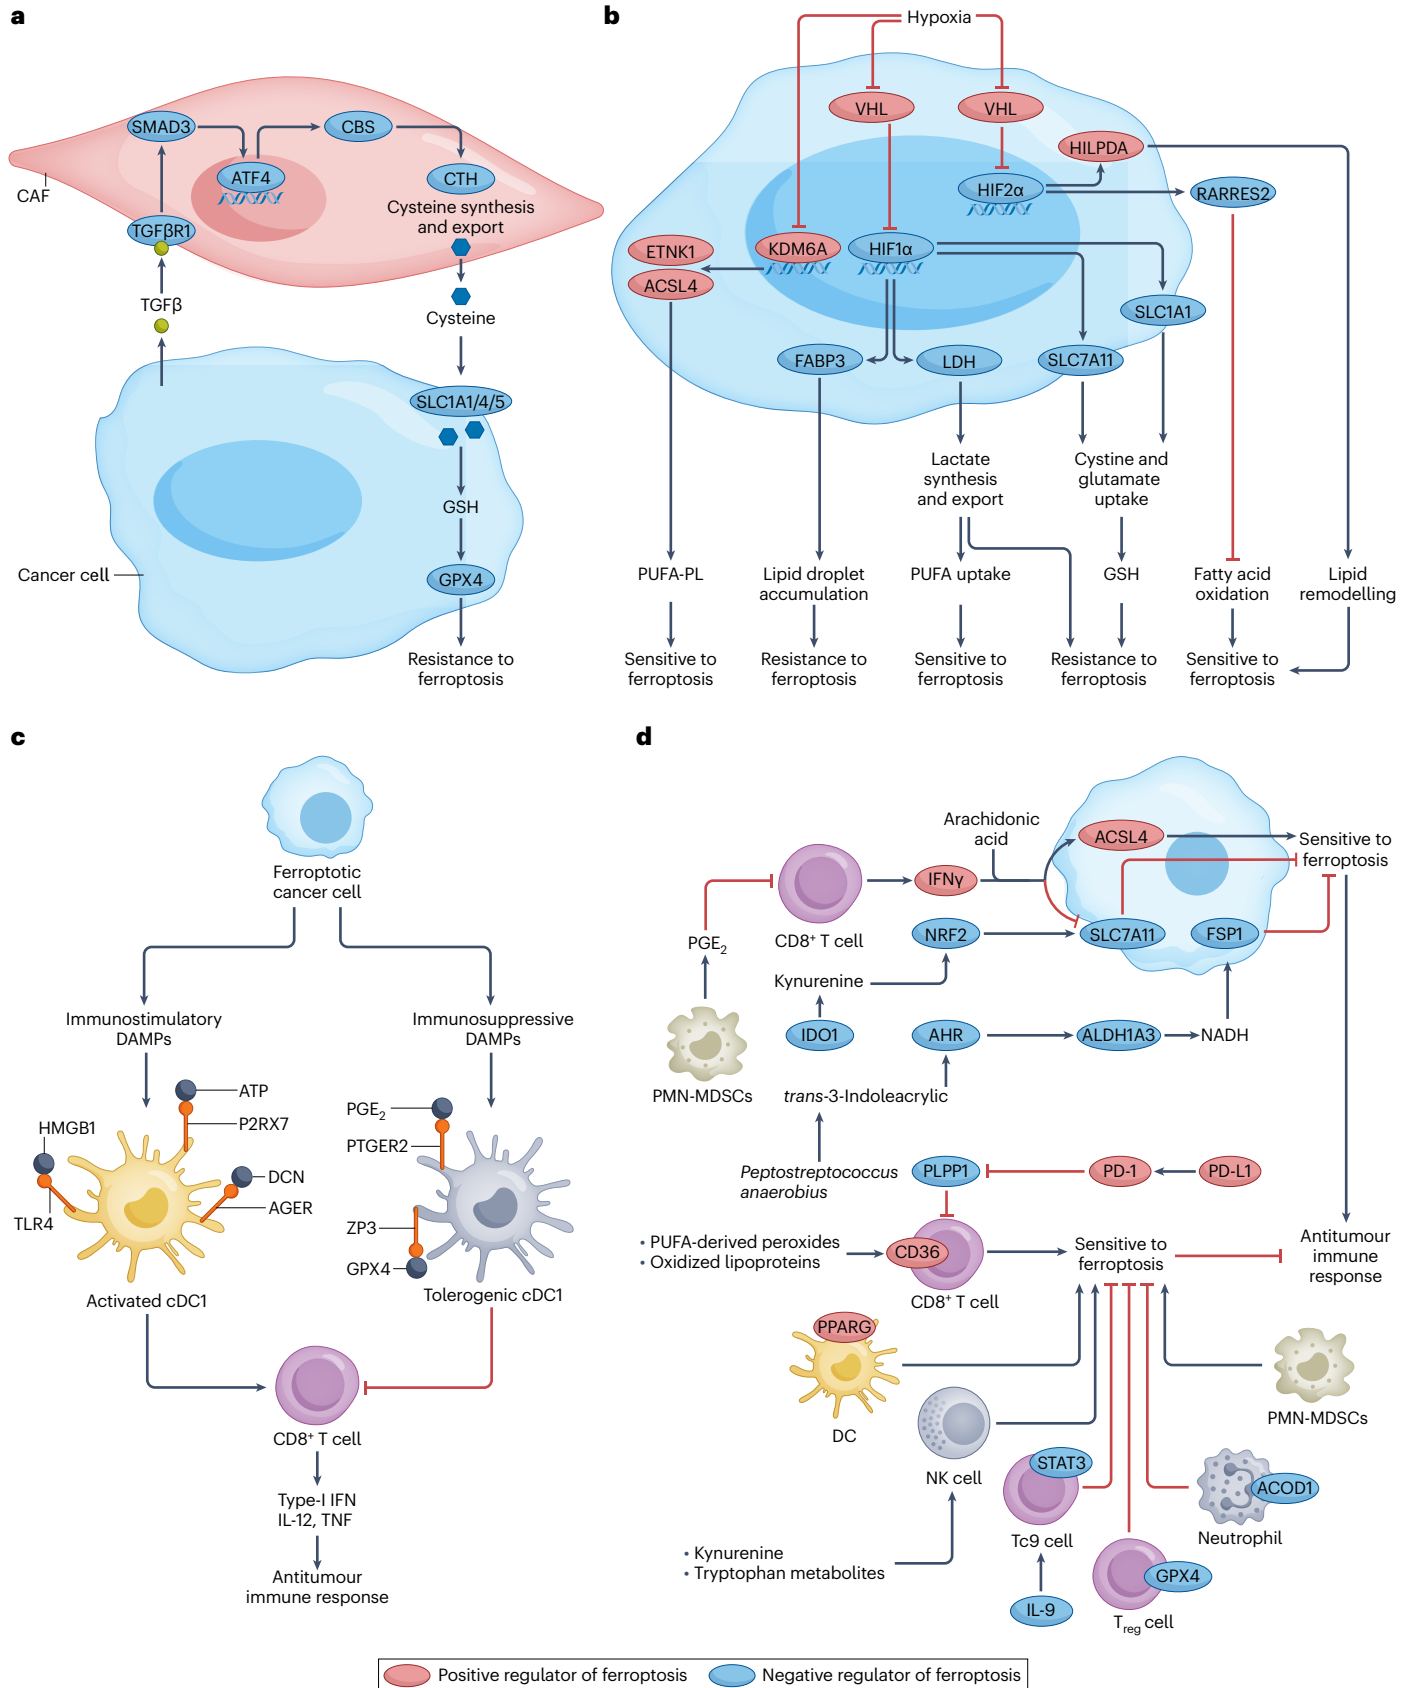 a
SMAD3
CBS
ATF4
CTH
CAF
Cysteine synthesis
and export
TGFβR1
TGFβ
Cysteine
SLC1A1/4/5
GSH
Cancer cell
GPX4
Resistance to
ferroptosis
b
Hypoxia
VHL
VHL
HILPDA
HIF2α
RARRES2
ETNK1
KDM6A
HIF1α
ACSL4
SLC1A1
FABP3
LDH
SLC7A11
Lactate
synthesis
and export
Cystine and
glutamate
uptake
PUFA-PL
Lipid droplet
accumulation
PUFA uptake
GSH
Fatty acid
oxidation
Lipid
remodelling
Sensitive to
ferroptosis
Resistance to
ferroptosis
Sensitive to
ferroptosis
Resistance to
ferroptosis
Sensitive to
ferroptosis
c
Ferroptotic
cancer cell
Immunostimulatory
DAMPs
Immunosuppressive
DAMPs
ATP
P2RX7
HMGB1
DCN
AGER
TLR4
PGE2
PTGER2
ZP3
GPX4
Activated cDC1
Tolerogenic cDC1
CD8+ T cell
Type-I IFN
IL-12, TNF
Antitumour
immune response
d
Arachidonic
acid
ACSL4
Sensitive to
ferroptosis
IFNγ
CD8+ T cell
PGE2
NRF2
SLC7A11
FSP1
Kynurenine
IDO1
AHR
ALDH1A3
NADH
PMN-MDSCs
trans-3-Indoleacrylic
Peptostreptococcus
anaerobius
PLPP1
PD-1
PD-L1
• PUFA-derived peroxides
• Oxidized lipoproteins
CD36
CD8+ T cell
Sensitive to
ferroptosis
Antitumour
immune
response
PPARG
DC
PMN-MDSCs
NK cell
STAT3
Tc9 cell
ACOD1
Neutrophil
• Kynurenine
• Tryptophan metabolites
IL-9
GPX4
Treg cell
Positive regulator of ferroptosis
Negative regulator of ferroptosis